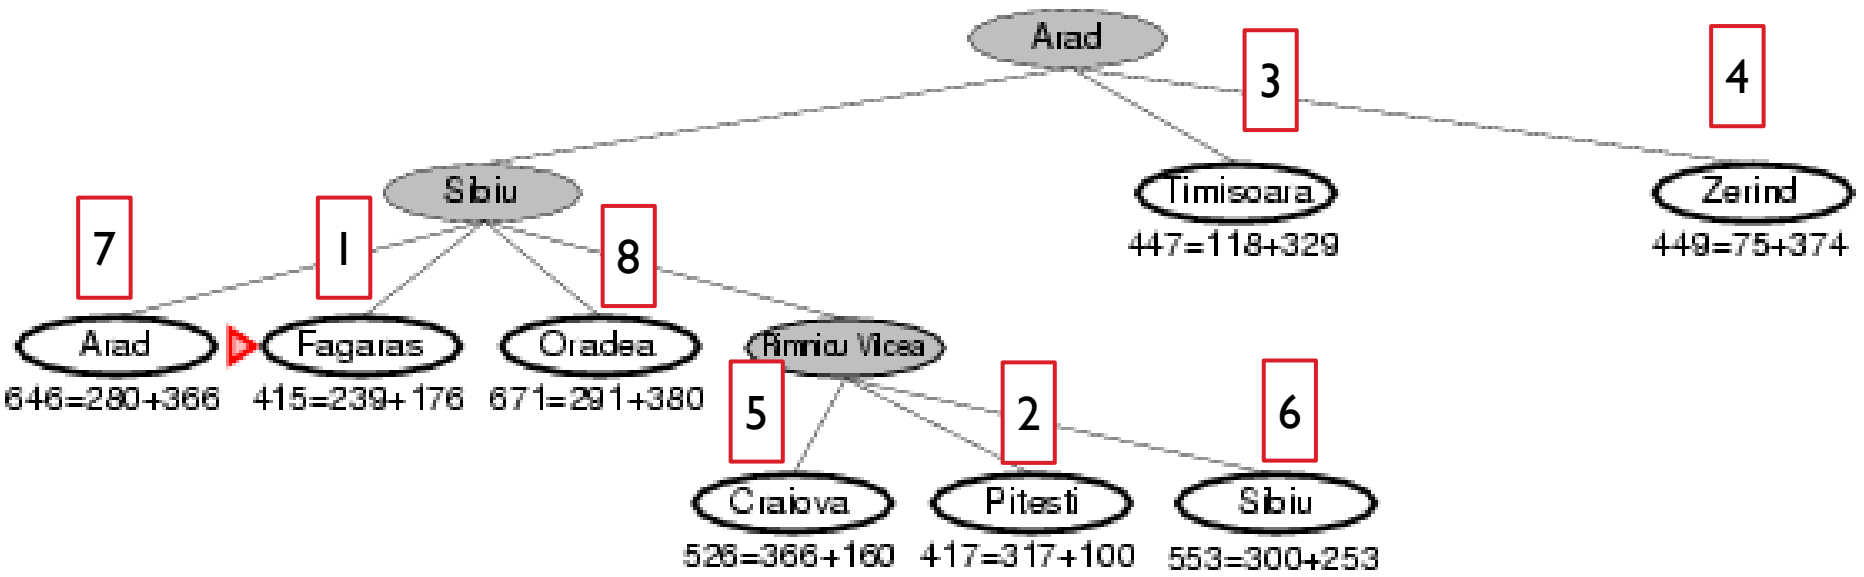 Arad
3
4
Sibiu
Timisoara
Zerind
447=118+329
449=75+374
7
1
8
Arad
Fagaras
Oradea
Rimnicu Vilcea
646=280+366
415=239+176
671=291+380
5
2
6
Craiova
Pitesti
Sibiu
526=366+160
417=317+100
553=300+253